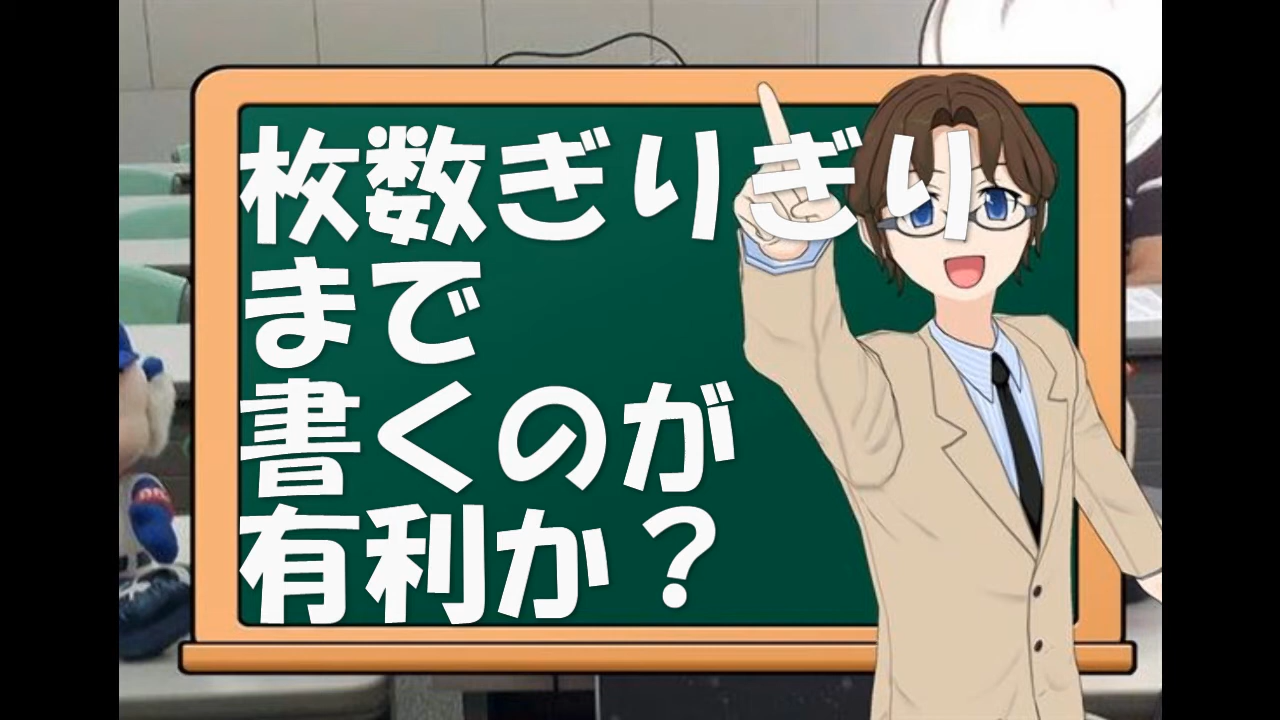 枚数ぎりぎり
まで
書くのが
有利か？